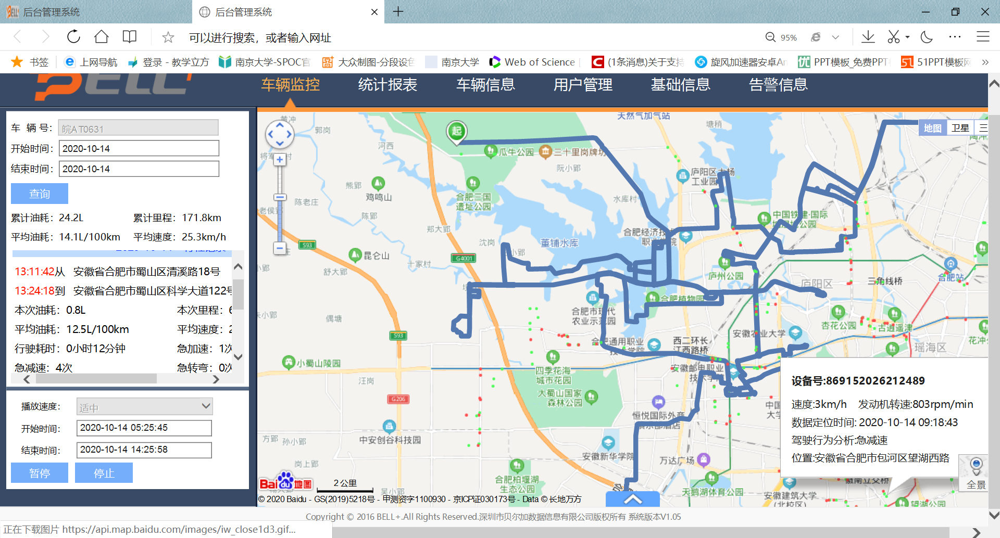 后台管理系统
后台管理系统
可以进行搜索，或者输入网址
95%
书签
上网导航
登录 - 教学立方
南京大学-SPOC官
大众制图-分段设色
南京大学
Web of Science
(1条消息)关于支持
旋风加速器安卓An
PPT模板_免费PPT
51PPT模板网
BELL+
车辆监控
统计报表
车辆信息
用户管理
基础信息
告警信息
车 辆 号：
皖AT0631
开始时间：
2020-10-14
结束时间：
2020-10-14
查询
累计油耗：24.2L
累计里程：171.8km
平均油耗：14.1L/100km
平均速度：25.3km/h
13:11:42从 安徽省合肥市蜀山区清溪路18号
13:24:18到 安徽省合肥市蜀山区科学大道122号
本次油耗：0.8L
本次里程：6
平均油耗：12.5L/100km
平均速度：2
行驶耗时：0小时12分钟
急加速：1次
急减速：4次
急转弯：0次
播放速度：
适中
开始时间：
2020-10-14 05:25:45
结束时间：
2020-10-14 14:25:58
暂停
停止
郭岗
河西
天然气加气站
塘稍
地图
卫星
三
起
瓜牛公园
三十里岗牌坊
阮小郢
庐阳区大杨
工业园
熊郢
鸡鸣山
陈老庄
合肥三国
遗址公园
水库村
陈郢
郑大郢
中国铁建·国际
沈岗
董铺水库
合肥经济技
职业学院
S93
昆仑山
G4001
十家村
舒大郢
庐州公园
合肥站
庐阳区
三角线桥
偶塘
合肥市现代
农业示范园
合肥植物园
杏花公园
古逍遥津
花冲公
S93
安徽农业大学
西二环长
江西路桥
合肥通用职业
技术学院
瑶海区
小蜀山陵园
四季花海
城市花园
安徽邮电职业
技术学院
汪岗
大蜀山国家
森林公园
G206
恒悦国际外商
俱乐部酒店
中安创谷科技园
方郢
孙小郢
岗上郢
安徽新华学院
万达广场
合肥柏堰湖
生态公园
天鹅湖体育公园
安徽建筑大学
(北校区)
徽南立交桥
望湖公园
吴小郢
设备号:869152026212489
速度:3km/h 发动机转速:803rpm/min
数据定位时间: 2020-10-14 09:18:43
驾驶行为分析:急减速
位置:安徽省合肥市包河区望湖西路
全景
Bai du 地图
2 公里
© 2020 Baidu - GS(2019)5218号 - 甲测资字1100930 - 京ICP证030173号 - Data © 长地万方
Copyright © 2016 BELL+.All Rights Reserved.深圳市贝尔加数据信息有限公司版权所有 系统版本V1.05
正在下载图片 https://api.map.baidu.com/images/iw_close1d3.gif...